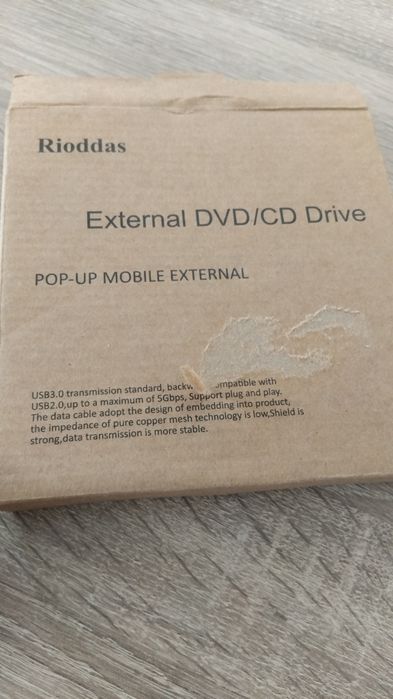 Rioddas
External DVD/CD Drive
POP-UP MOBILE EXTERNAL
USB3.0 transmission standard, with
USB2.0,up to a maximum of 5Gbps, Support plug and play.
The data cable adopt the design of embedding into product,
the impedance of pure copper mesh technology is low,Shield is
strong,data transmission is more stable.